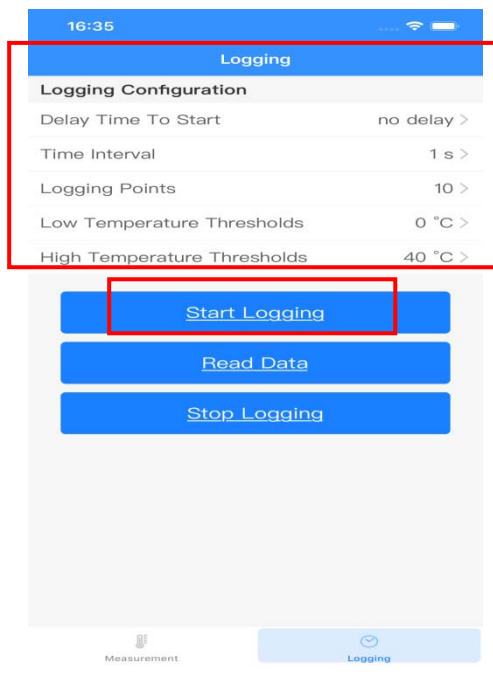 16:35
Logging
Logging Configuration
Delay Time To Start no delay >
Time Interval 1 s >
Logging Points 10 >
Low Temperature Thresholds 0 °C >
High Temperature Thresholds 40 °C >
Start Logging
Read Data
Stop Logging
Measurement Logging